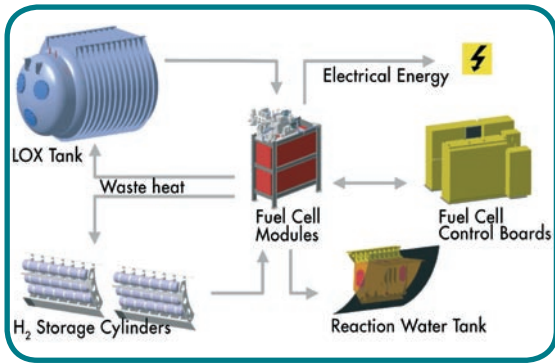 Electrical Energy
LOX Tank
Waste heat
Fuel Cell
Modules
Fuel Cell
Control Boards
H₂ Storage Cylinders
Reaction Water Tank